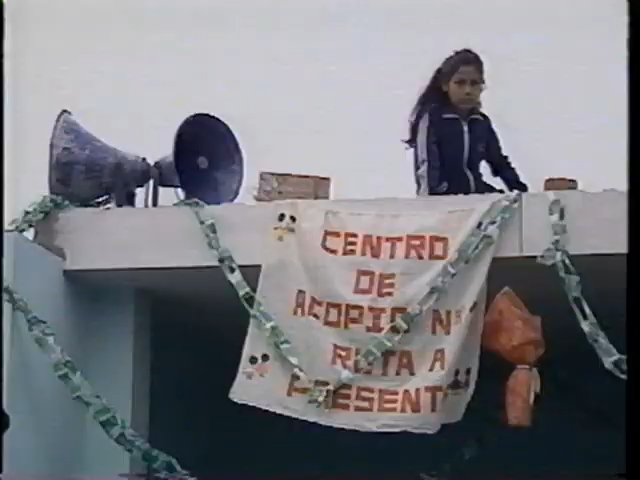 CENTRO
DE
ACOPIO Nº
RUTA A
PRESENT